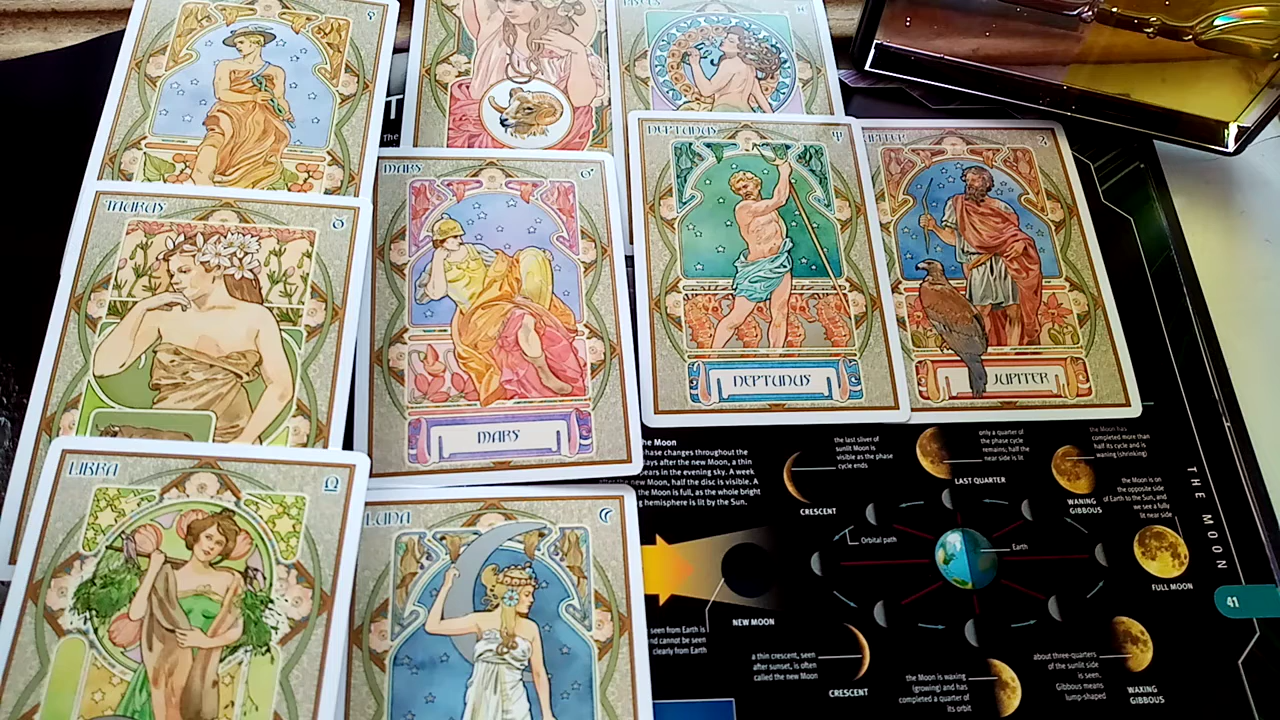 PISCES
The
TAURUS
MARS
MARS
NEPTUNUS
NEPTUNUS
JUPITER
LIBRA
LUNA
the Moon
phase changes throughout the
days after the new Moon, a thin
appears in the evening sky. A week
after the new Moon, half the disc is visible. A
the Moon is full, as the whole bright
hemisphere is lit by the Sun.
the last sliver of
sunlit Moon is
visible as the phase
cycle ends
CRESCENT
only a quarter of
the phase cycle
remains; half the
near side is lit
LAST QUARTER
the Moon has
completed more than
half its cycle and is
waning (shrinking)
WANING
GIBBOUS
the Moon is on
the opposite side
of Earth to the Sun, and
we see a fully
lit near side
FULL MOON
Orbital path
Earth
NEW MOON
seen from Earth is
and cannot be seen
clearly from Earth
a thin crescent, seen
after sunset, is often
called the new Moon
CRESCENT
the Moon is waxing
(growing) and has
completed a quarter of
its orbit
about three-quarters
of the sunlit side
is seen.
Gibbous means
lump-shaped
WAXING
GIBBOUS
THE MOON
41